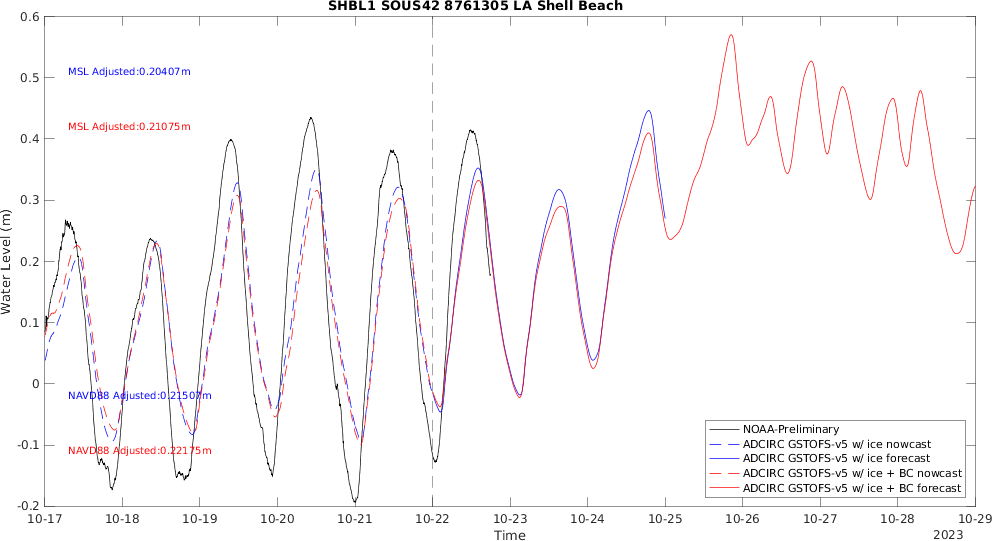 SHBL1 SOUS42 8761305 LA Shell Beach
0.6
0.5
0.4
0.3
0.2
0.1
0
-0.1
-0.2
Water Level (m)
MSL Adjusted:0.20407m
MSL Adjusted:0.21075m
NAVD88 Adjusted:0.21507m
NAVD88 Adjusted:0.22175m
NOAA-Preliminary
ADCIRC GSTOFS-v5 w/ ice nowcast
ADCIRC GSTOFS-v5 w/ ice forecast
ADCIRC GSTOFS-v5 w/ ice + BC nowcast
ADCIRC GSTOFS-v5 w/ ice + BC forecast
10-17 10-18 10-19 10-20 10-21 10-22 10-23 10-24 10-25 10-26 10-27 10-28 10-29
Time
2023